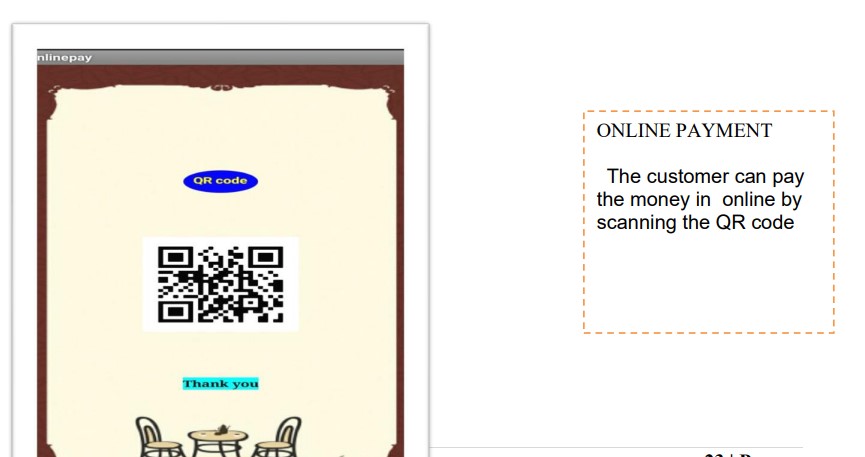 nlinepay
QR code
Thank you
ONLINE PAYMENT
The customer can pay
the money in online by
scanning the QR code